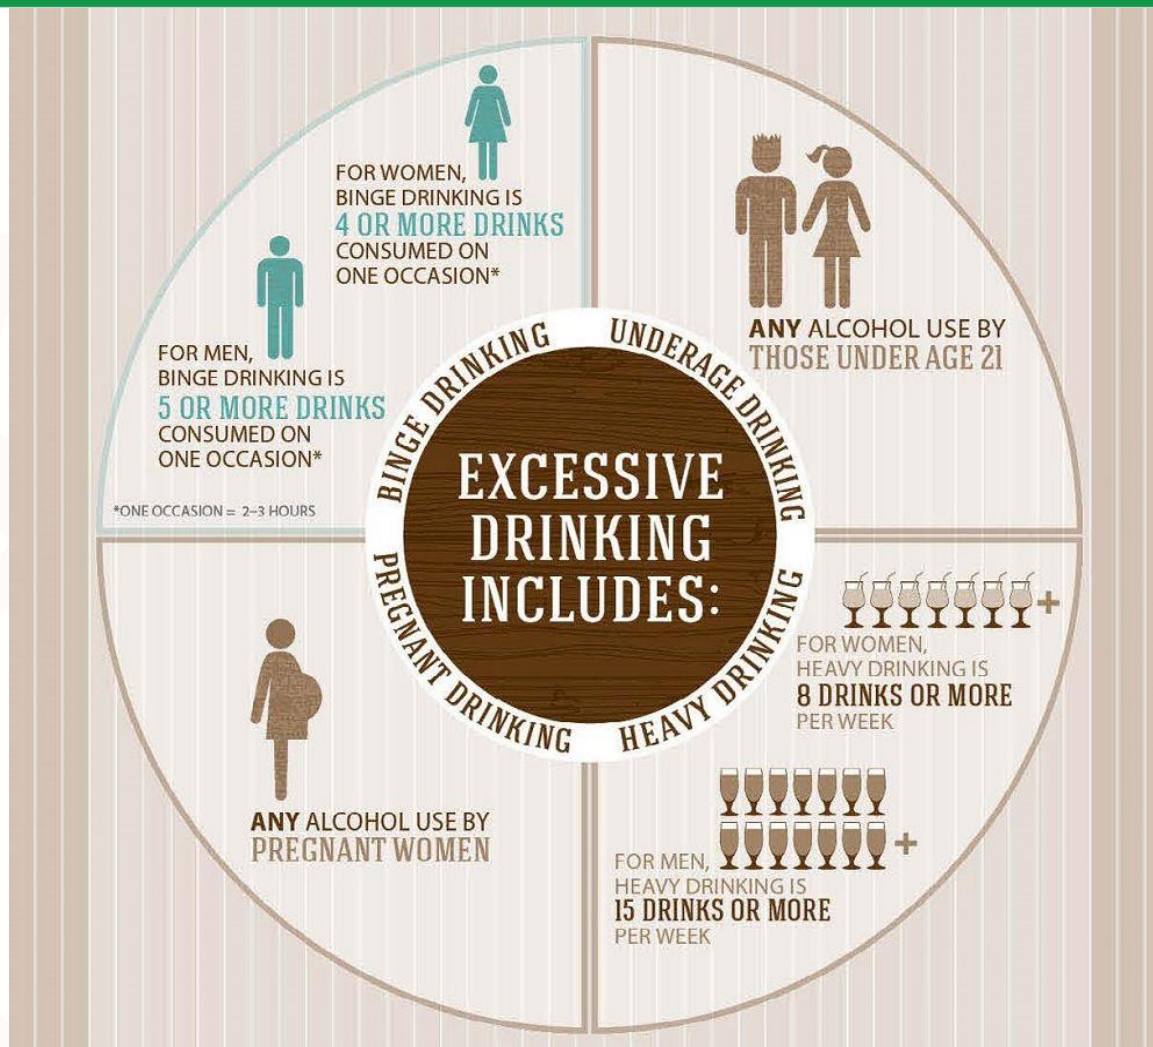 FOR WOMEN,
BINGE DRINKING IS
4 OR MORE DRINKS
CONSUMED ON
ONE OCCASION*
FOR MEN,
BINGE DRINKING IS
5 OR MORE DRINKS
CONSUMED ON
ONE OCCASION*
*ONE OCCASION = 2–3 HOURS
ANY ALCOHOL USE BY
THOSE UNDER AGE 21
BINGE DRINKING
UNDERAGE DRINKING
EXCESSIVE
DRINKING
INCLUDES:
PREGNANT DRINKING
HEAVY DRINKING
ANY ALCOHOL USE BY
PREGNANT WOMEN
+
FOR WOMEN,
HEAVY DRINKING IS
8 DRINKS OR MORE
PER WEEK
+
FOR MEN,
HEAVY DRINKING IS
15 DRINKS OR MORE
PER WEEK